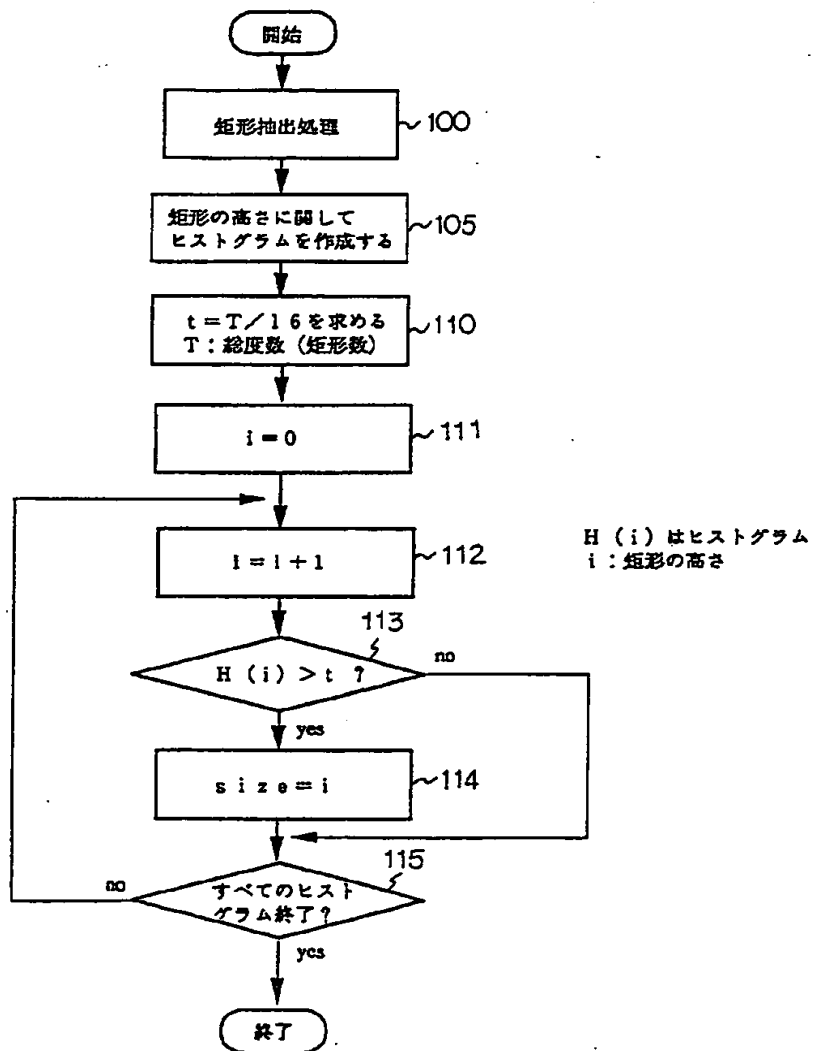 開始
矩形抽出処理
100
矩形の高さに関して
ヒストグラムを作成する
105
t=T/16を求める
T:総度数(矩形数)
110
i=0
111
i=i+1
112
H(i)はヒストグラム
i:矩形の高さ
113
H(i)>t ?
no
yes
size=i
114
115
すべてのヒスト
グラム終了?
no
yes
終了